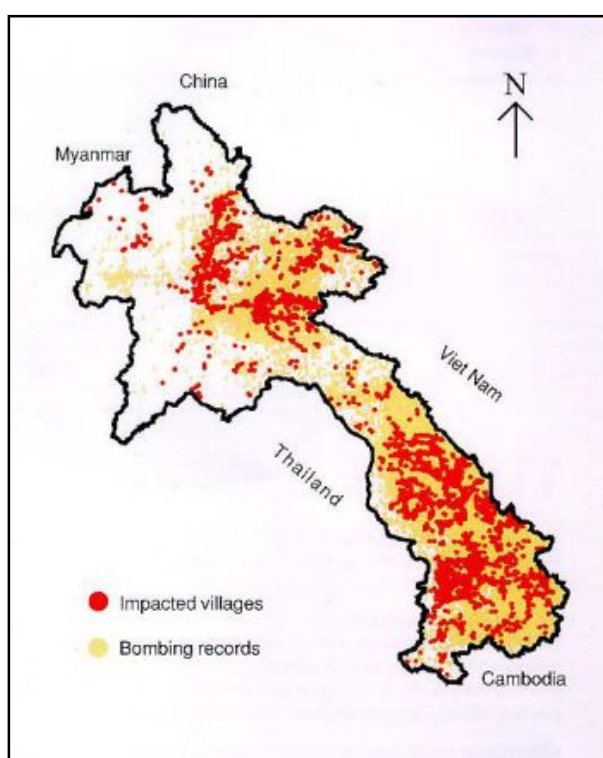 China
N
Myanmar
Viet Nam
Thailand
Impacted villages
Bombing records
Cambodia